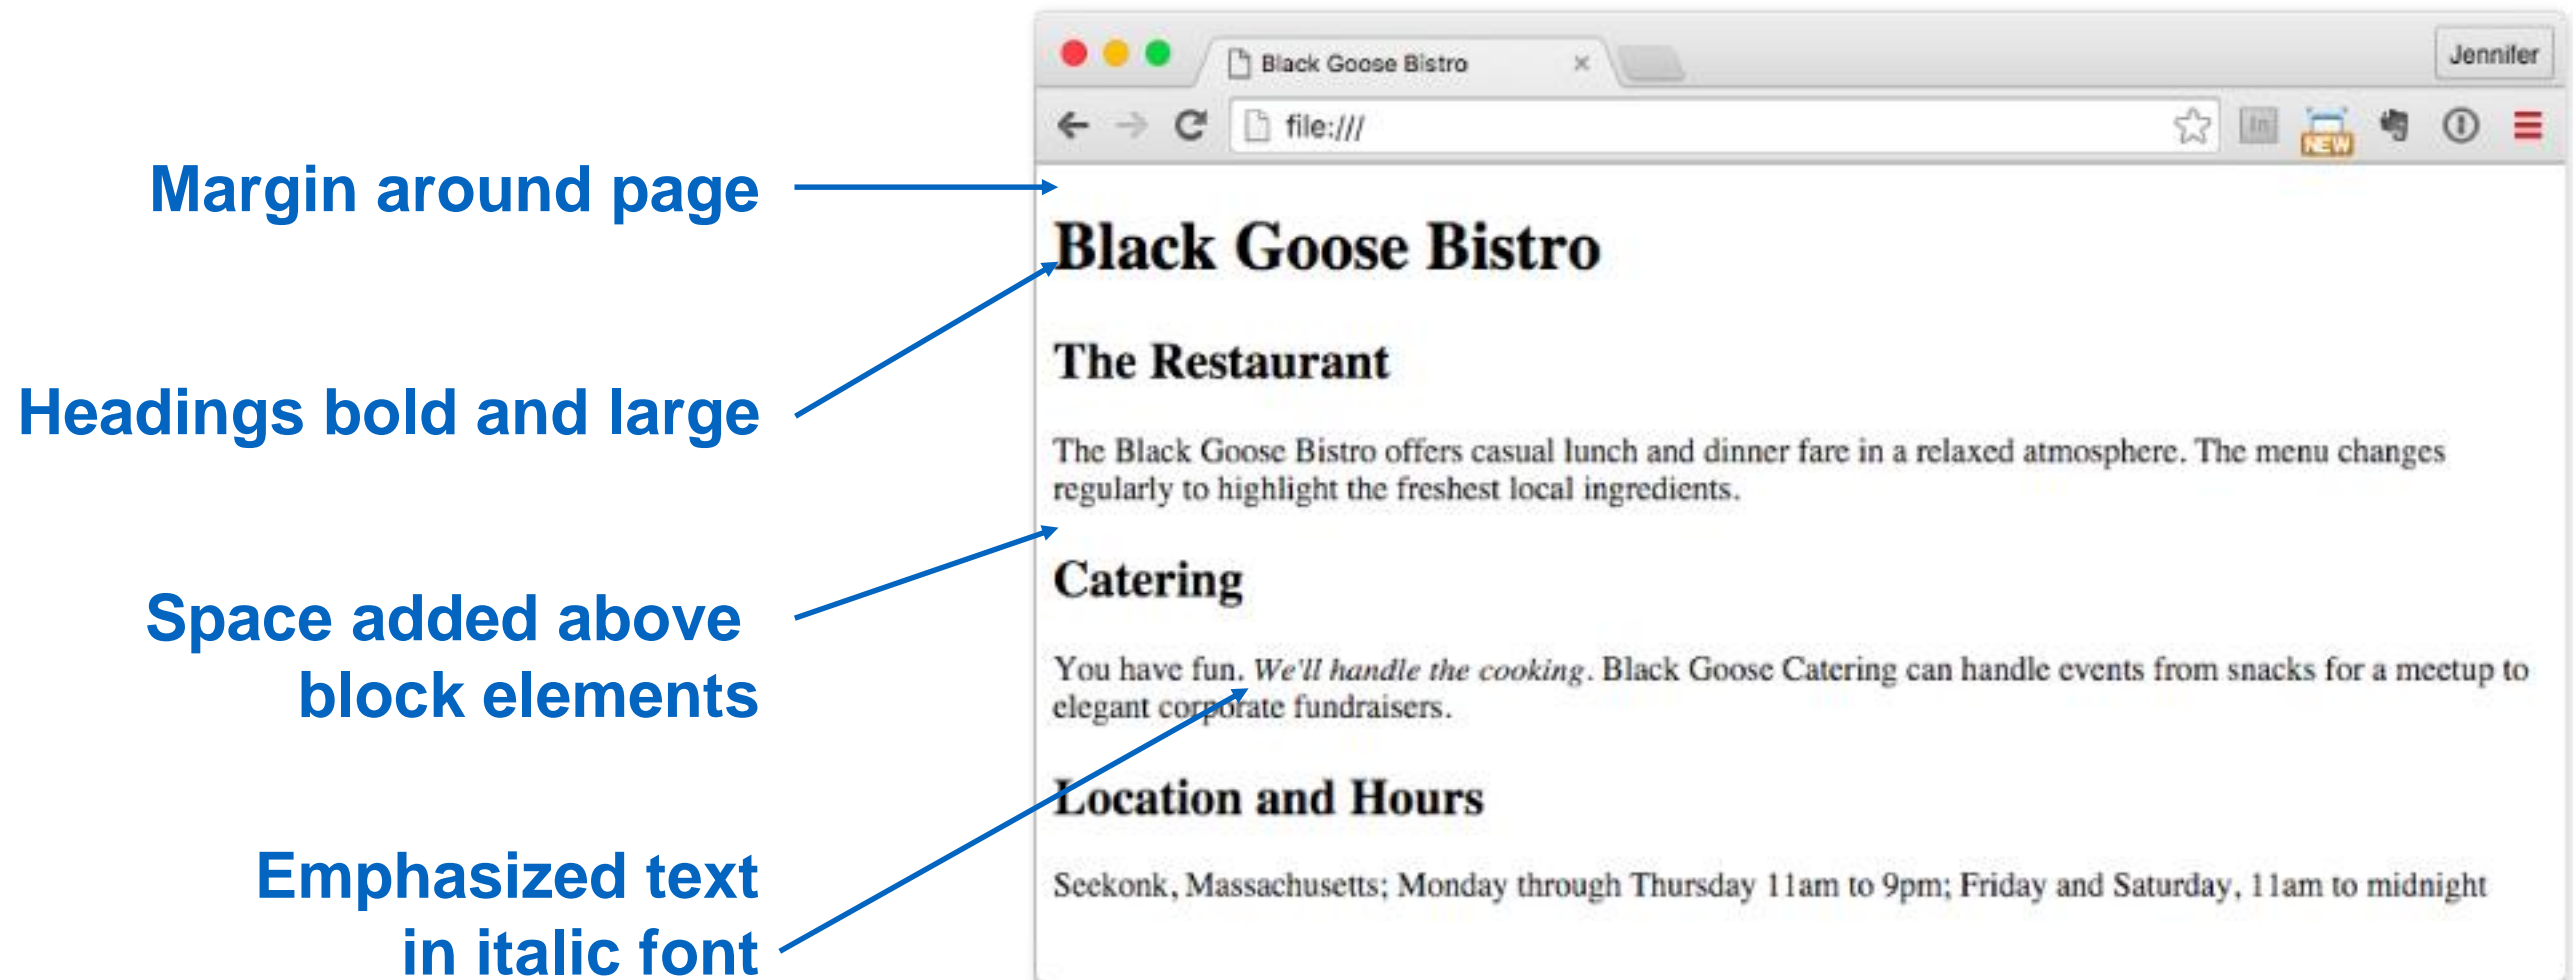 Black Goose Bistro
Jennifer
file:///
NEW
Margin around page
Headings bold and large
Space added above
block elements
Emphasized text
in italic font
Black Goose Bistro
The Restaurant
The Black Goose Bistro offers casual lunch and dinner fare in a relaxed atmosphere. The menu changes
regularly to highlight the freshest local ingredients.
Catering
You have fun. We'll handle the cooking. Black Goose Catering can handle events from snacks for a meetup to
elegant corporate fundraisers.
Location and Hours
Seekonk, Massachusetts; Monday through Thursday 11am to 9pm; Friday and Saturday, 11am to midnight